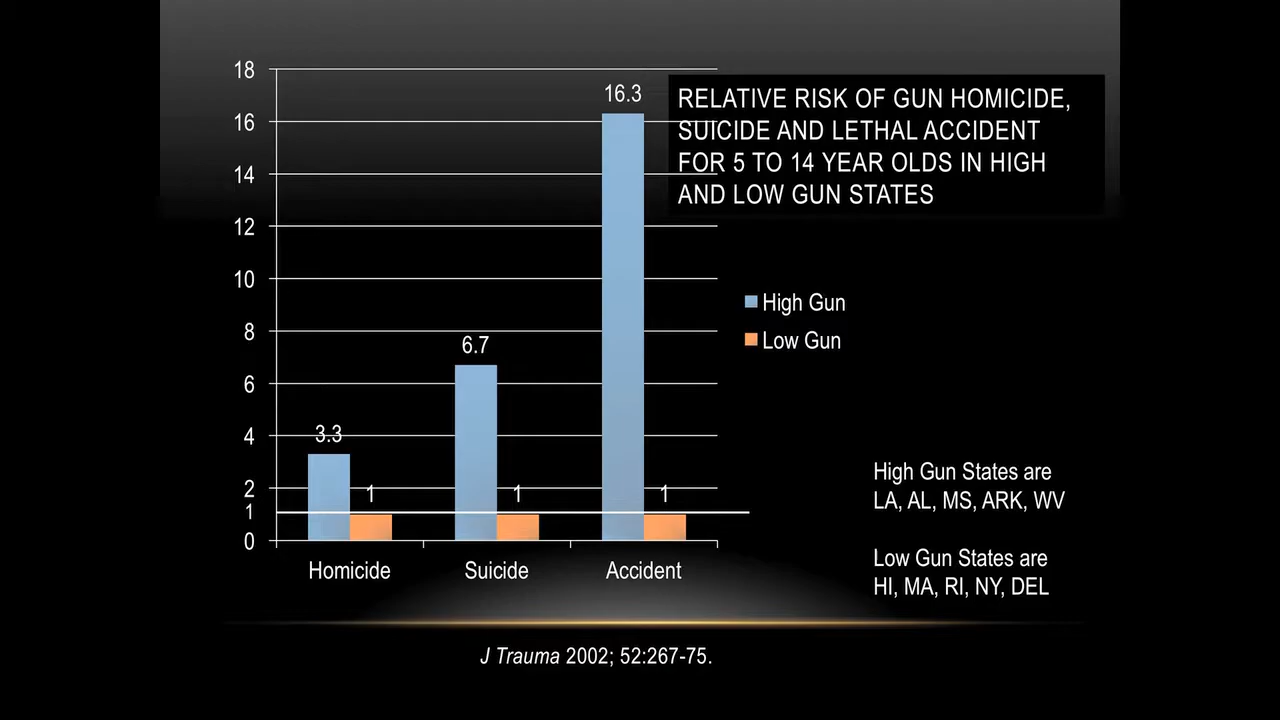 RELATIVE RISK OF GUN HOMICIDE,
SUICIDE AND LETHAL ACCIDENT
FOR 5 TO 14 YEAR OLDS IN HIGH
AND LOW GUN STATES
18
16
14
12
10
8
6
4
2
1
0
3.3
1
6.7
1
16.3
1
Homicide
Suicide
Accident
High Gun
Low Gun
High Gun States are
LA, AL, MS, ARK, WV
Low Gun States are
HI, MA, RI, NY, DEL
J Trauma 2002; 52:267-75.